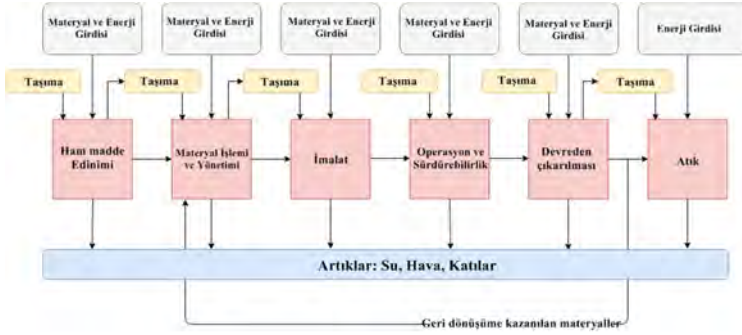 Materyal ve Enerji
Girdisi
Materyal ve Enerji
Girdisi
Materyal ve Enerji
Girdisi
Materyal ve Enerji
Girdisi
Materyal ve Enerji
Girdisi
Enerji Girdisi
Taşıma
Taşıma
Taşıma
Taşıma
Taşıma
Taşıma
Ham madde
Edinimi
Materyal İşlemi
ve Yönetimi
İmalat
Operasyon ve
Sürdürebilirlik
Devreden
çıkarılması
Atık
Artıklar: Su, Hava, Katılar
Geri dönüşüme kazanılan materyaller